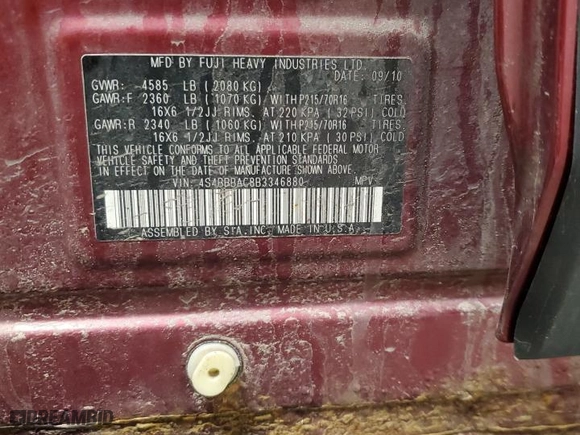 MFD BY FUJI HEAVY INDUSTRIES LTD.
DATE: 09/10
GVWR: 4585 LB ( 2080 KG)
GAWR:F 2360 LB ( 1070 KG) WITH P215/70R16 TIRES,
16X6 1/2JJ RIMS, AT 220 KPA ( 32 PSI) COLD
GAWR:R 2340 LB ( 1060 KG) WITH P215/70R16 TIRES,
16X6 1/2JJ RIMS, AT 210 KPA ( 30 PSI) COLD
THIS VEHICLE CONFORMS TO ALL APPLICABLE FEDERAL MOTOR
VEHICLE SAFETY AND THEFT PREVENTION STANDARDS
IN EFFECT ON THE DATE OF MANUFACTURE SHOWN ABOVE.
VIN: 4S4BBBAC8B3346880 MPV
ASSEMBLED BY SIA, INC. MADE IN U.S.A.
DREAMBID